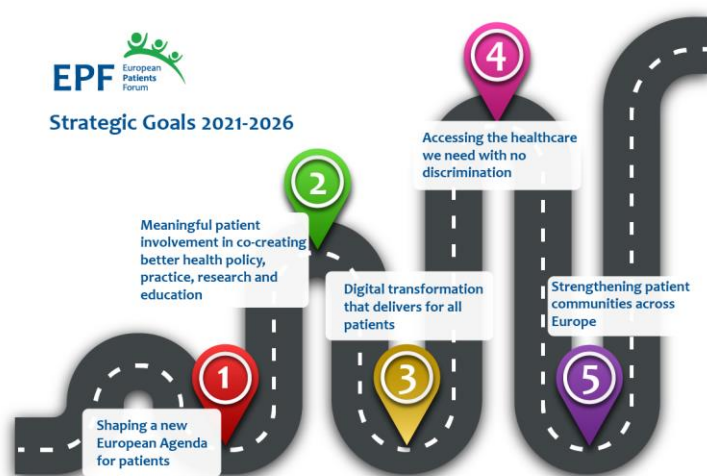 EPF
European
Patients
Forum
Strategic Goals 2021-2026
4
Accessing the healthcare
we need with no
discrimination
2
Meaningful patient
involvement in co-creating
better health policy,
practice, research and
education
Digital transformation
that delivers for all
patients
Strengthening patient
communities across
Europe
1
3
5
Shaping a new
European Agenda
for patients